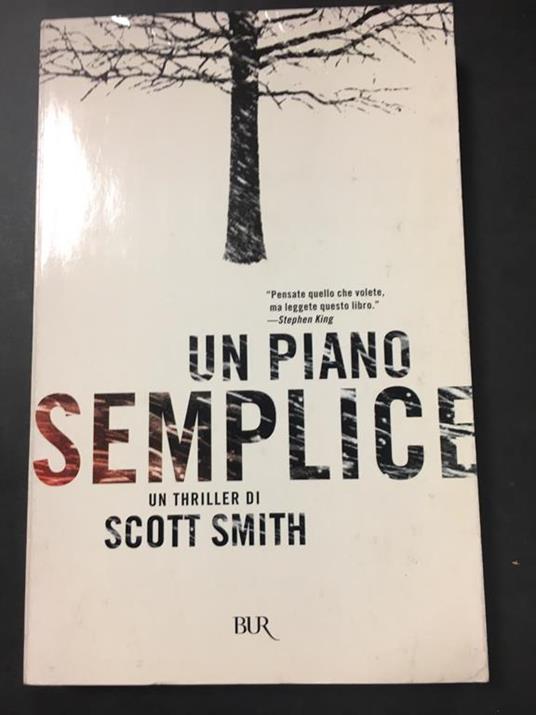 "Pensate quello che volete,
ma leggete questo libro."
—Stephen King
UN PIANO
SEMPLICE
UN THRILLER DI
SCOTT SMITH
BUR